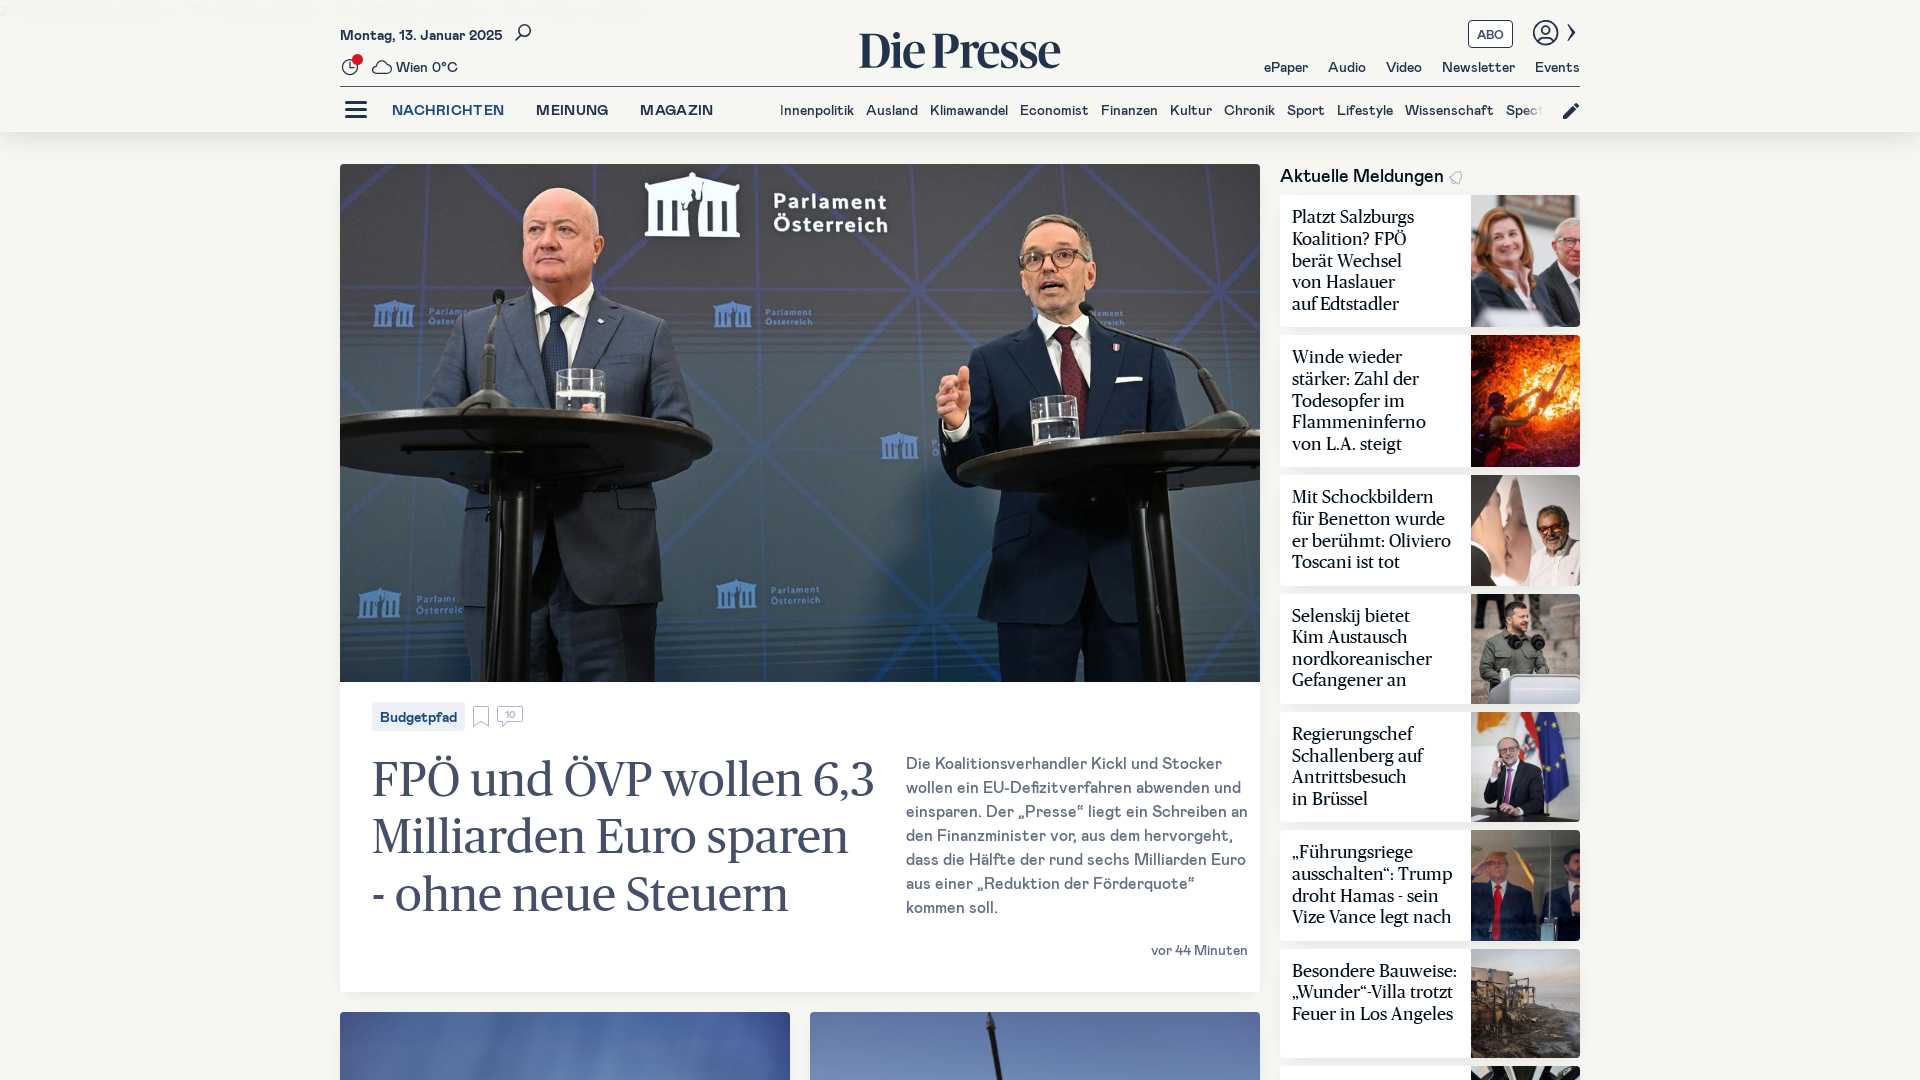 Montag, 13. Januar 2025
Wien 0°C
Die Presse
ABO
ePaper Audio Video Newsletter Events
NACHRICHTEN MEINUNG MAGAZIN
Innenpolitik Ausland Klimawandel Economist Finanzen Kultur Chronik Sport Lifestyle Wissenschaft Spect
Parlament
Österreich
Parlament
Österreich
Parlament
Österreich
Parlament
Österreich
Budgetpfad
10
FPÖ und ÖVP wollen 6,3
Milliarden Euro sparen
- ohne neue Steuern
Die Koalitionsverhandler Kickl und Stocker
wollen ein EU-Defizitverfahren abwenden und
einsparen. Der „Presse“ liegt ein Schreiben an
den Finanzminister vor, aus dem hervorgeht,
dass die Hälfte der rund sechs Milliarden Euro
aus einer „Reduktion der Förderquote“
kommen soll.
vor 44 Minuten
Aktuelle Meldungen
Platzt Salzburgs
Koalition? FPÖ
berät Wechsel
von Haslauer
auf Edtstadler
Winde wieder
stärker: Zahl der
Todesopfer im
Flammeninferno
von L.A. steigt
Mit Schockbildern
für Benetton wurde
er berühmt: Oliviero
Toscani ist tot
Selenskij bietet
Kim Austausch
nordkoreanischer
Gefangener an
Regierungschef
Schallenberg auf
Antrittsbesuch
in Brüssel
„Führungsriege
ausschalten“: Trump
droht Hamas - sein
Vize Vance legt nach
Besondere Bauweise:
„Wunder“-Villa trotzt
Feuer in Los Angeles